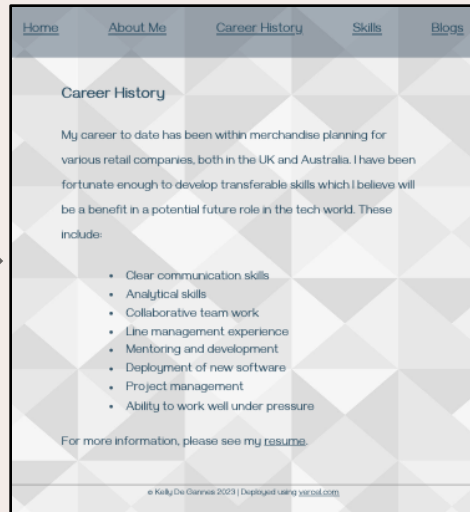 Home About Me Career History Skills Blogs
Career History
My career to date has been within merchandise planning for
various retail companies, both in the UK and Australia. I have been
fortunate enough to develop transferable skills which I believe will
be a benefit in a potential future role in the tech world. These
include:
• Clear communication skills
• Analytical skills
• Collaborative team work
• Line management experience
• Mentoring and development
• Deployment of new software
• Project management
• Ability to work well under pressure
For more information, please see my resume.
© Kelly De Gannes 2023 | Deployed using vercel.com